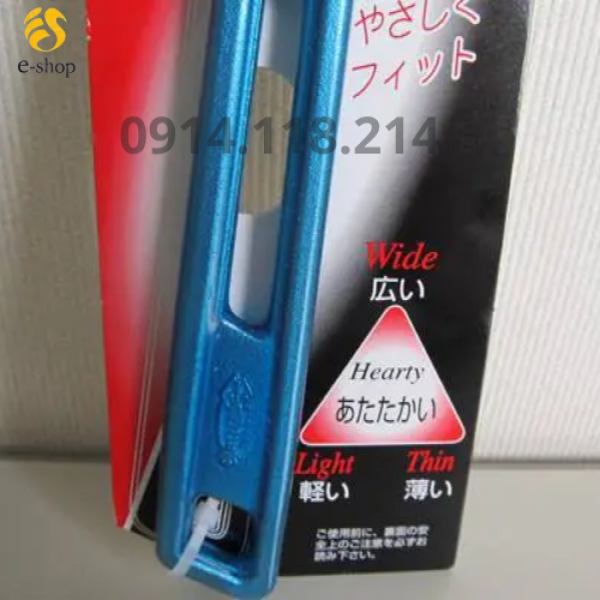 e-shop
やさしく
フィット
0914.118.214
Wide
広い
Hearty
あたたかい
Light
軽い
Thin
薄い
ご使用前に、裏面の安
全上のご注意を必ずお
読み下さい。